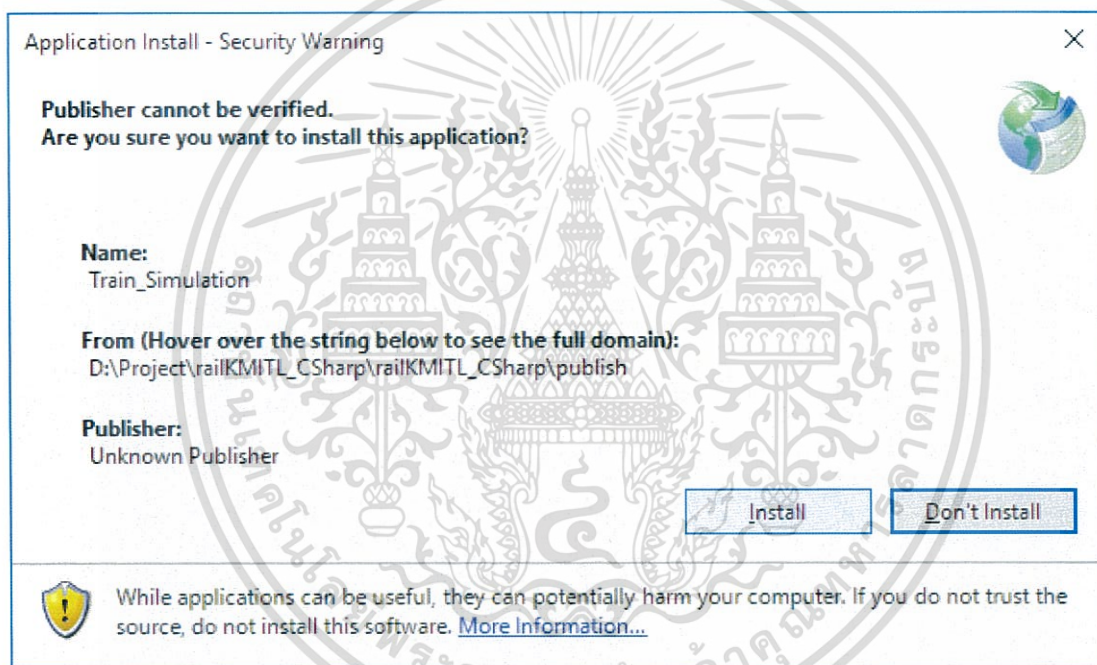 Application Install - Security Warning
Publisher cannot be verified.
Are you sure you want to install this application?
Name:
Train_Simulation
From (Hover over the string below to see the full domain):
D:\Project\railKMITL_CSharp\railKMITL_CSharp\publish
Publisher:
Unknown Publisher
Install
Don't Install
While applications can be useful, they can potentially harm your computer. If you do not trust the
source, do not install this software. More Information...